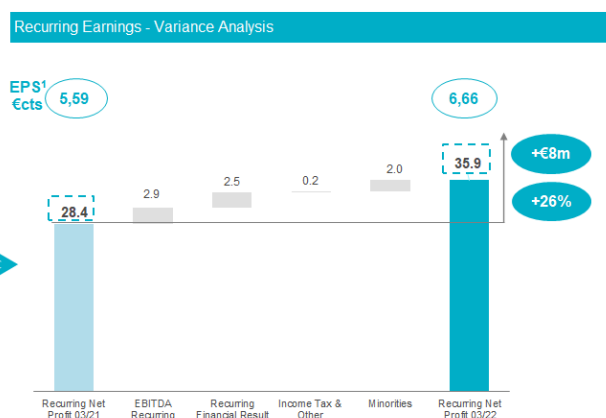 Recurring Earnings - Variance Analysis
EPS¹
€cts
5,59
6,66
28.4
2.9
2.5
0.2
2.0
35.9
+€8m
+26%
Recurring Net
Profit 03/21
EBITDA
Recurring
Recurring
Financial Result
Income Tax &
Other
Minorities
Recurring Net
Profit 03/22